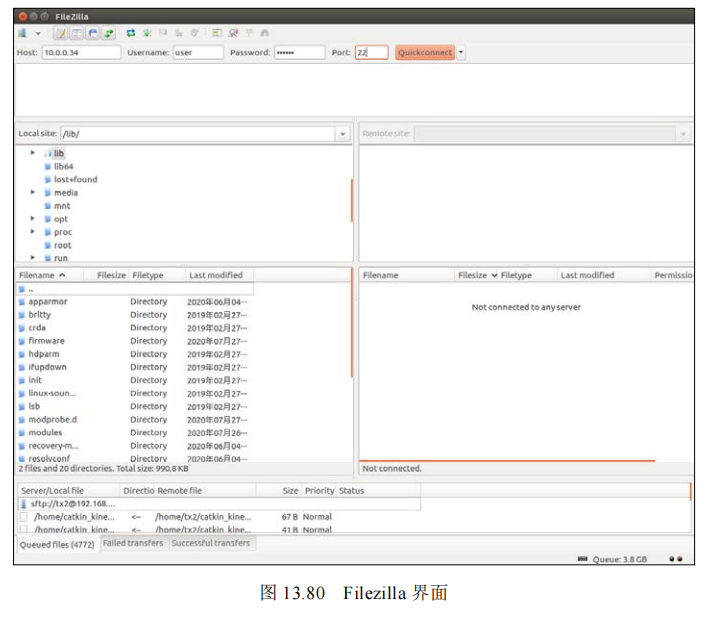 FileZilla
Host: 10.0.0.34 Username: user Password: •••••• Port: 22 Quickconnect
Local site: /lib/
Remote site:
lib
lib64
lost+found
media
mnt
opt
proc
root
run
Filename Filesize Filetype Last modified
..
apparmor Directory 2020年06月04…
brltty Directory 2019年02月27…
crda Directory 2019年02月27…
firmware Directory 2020年07月27…
hdparm Directory 2019年02月27…
ifupdown Directory 2019年02月27…
init Directory 2019年02月27…
linux-soun... Directory 2019年02月27…
lsb Directory 2019年02月27…
modprobe.d Directory 2020年07月27…
modules Directory 2020年07月26…
recovery-m... Directory 2020年06月04…
resolvconf Directory 2020年06月04…
2 files and 20 directories. Total size: 990.8 KB
Filename Filesize Filetype Last modified Permissio
Not connected to any server
Not connected.
Server/Local file Directio Remote file Size Priority Status
sftp://tx2@192.168....
/home/catkin_kine... <-- /home/tx2/catkin_kine... 67 B Normal
/home/catkin_kine... <-- /home/tx2/catkin_kine... 41 B Normal
Queued files (4772) Failed transfers Successful transfers
Queue: 3.8 GB
图 13.80 Filezilla 界面